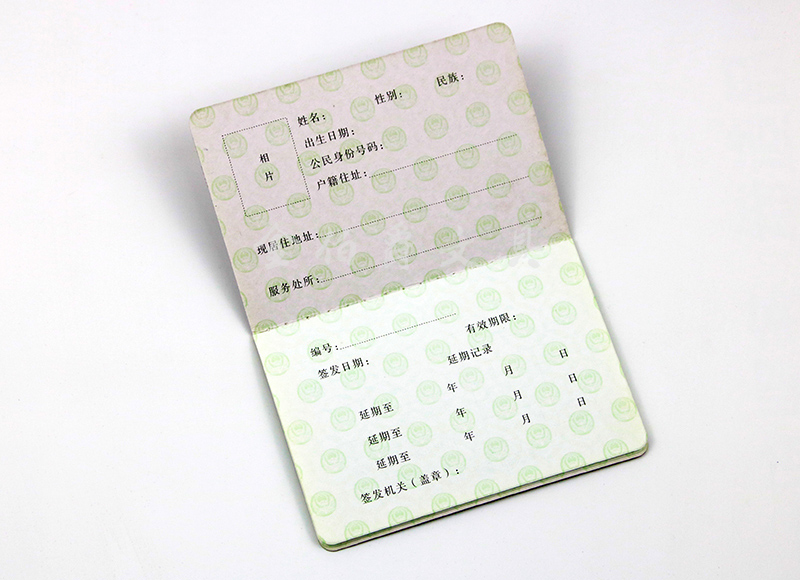 姓名： 性别： 民族：
出生日期：
公民身份号码：
户籍住址：
相
片
现居住地址：
服务处所：
编号： 有效期限：
签发日期： 延期记录
延期至 年 月 日
延期至 年 月 日
延期至 年 月 日
签发机关（盖章）：